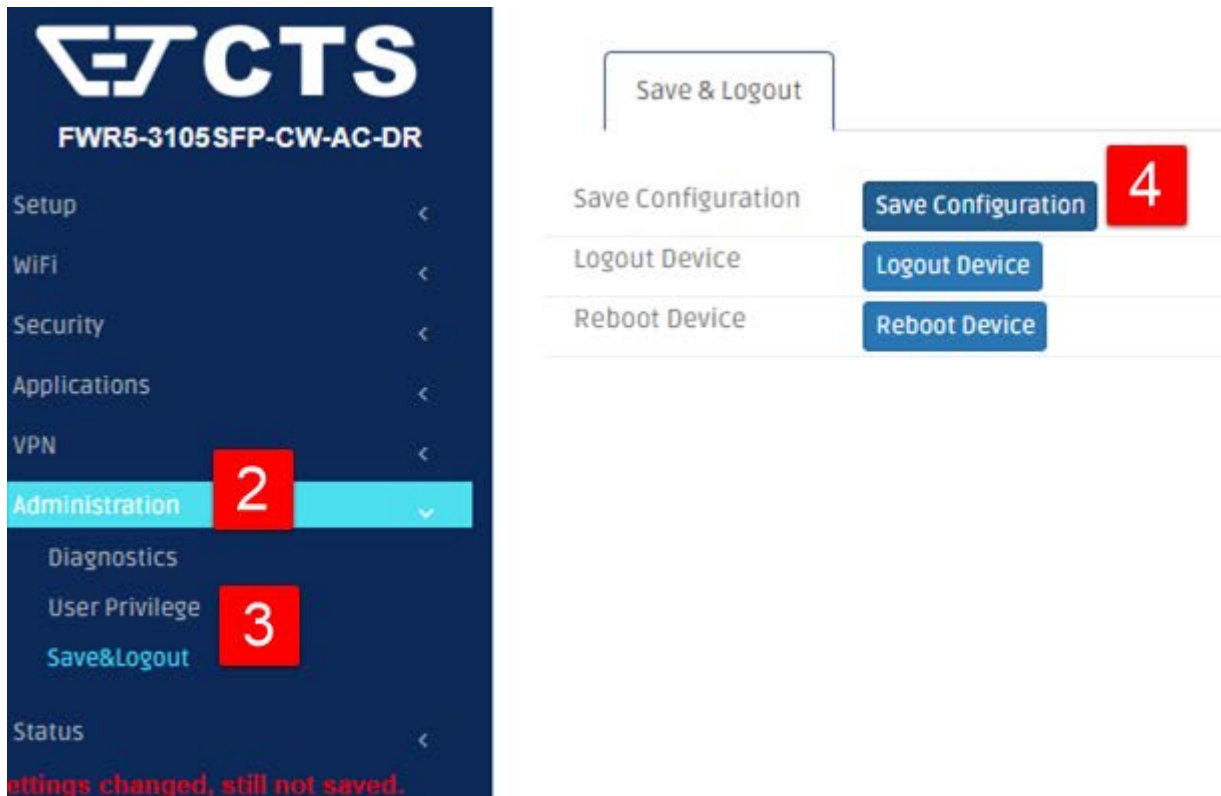 CTS
FWR5-3105SFP-CW-AC-DR
Setup
WiFi
Security
Applications
VPN
Administration
2
Diagnostics
User Privilege
3
Save&Logout
Status
ettings changed, still not saved.
Save & Logout
Save Configuration
Save Configuration
4
Logout Device
Logout Device
Reboot Device
Reboot Device